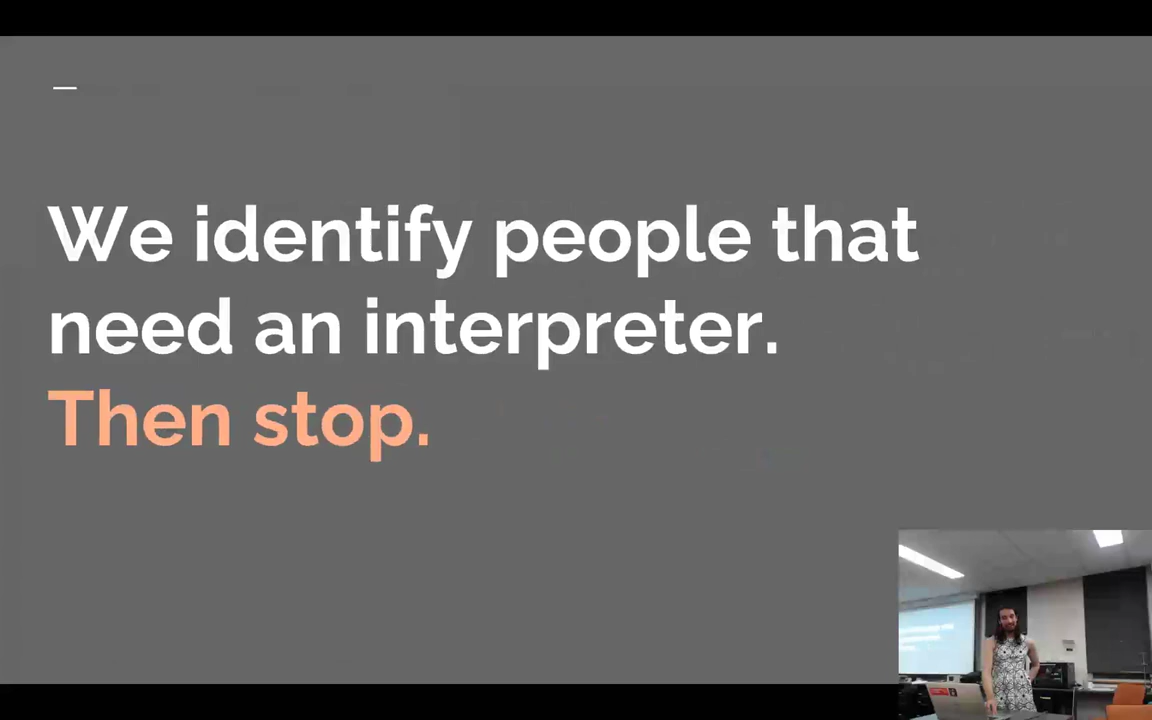 We identify people that
need an interpreter.
Then stop.